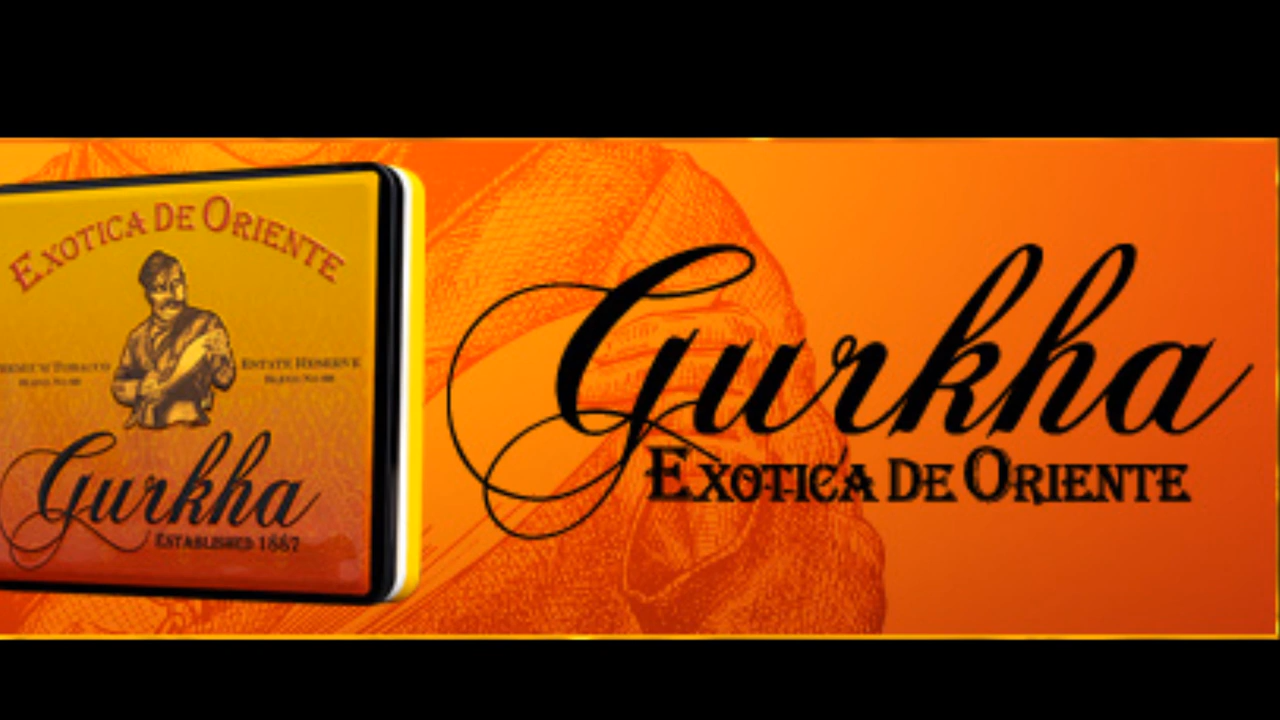 EXOTICA DE ORIENTE
ESTATE RESERVE
Gurkha
ESTABLISHED 1887
Gurkha
EXOTICA DE ORIENTE